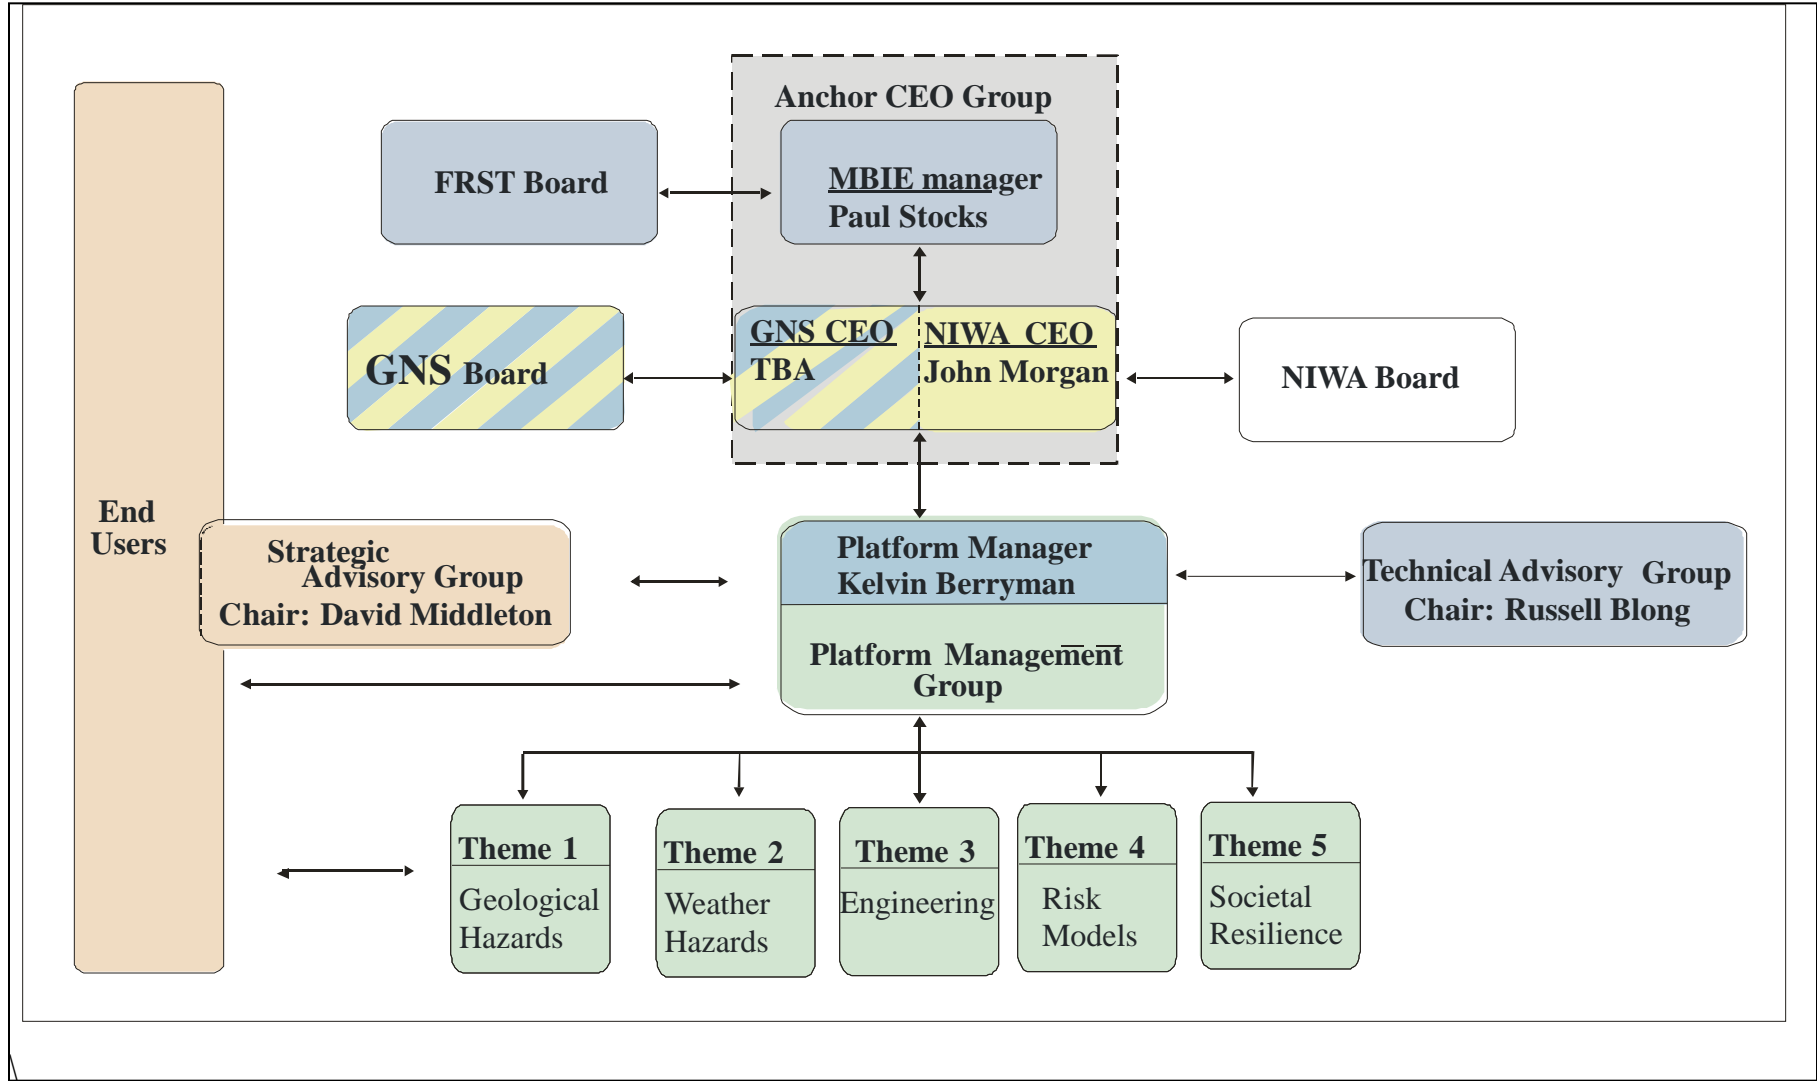 Anchor CEO Group
FRST Board
MBIE manager
Paul Stocks
GNS Board
GNS CEO
TBA
NIWA CEO
John Morgan
NIWA Board
End
Users
Strategic
Advisory Group
Chair: David Middleton
Platform Manager
Kelvin Berryman
Platform Management
Group
Technical Advisory Group
Chair: Russell Blong
Theme 1
Geological
Hazards
Theme 2
Weather
Hazards
Theme 3
Engineering
Theme 4
Risk
Models
Theme 5
Societal
Resilience